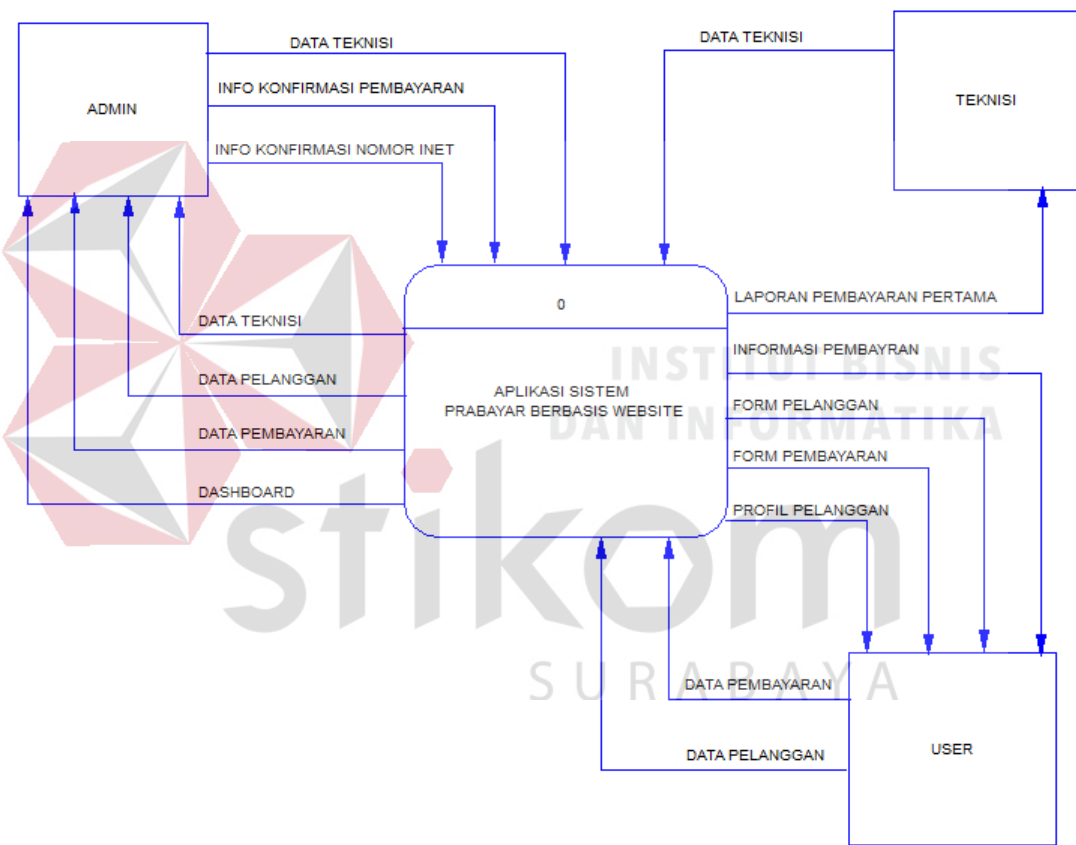 DATA TEKNISI
DATA TEKNISI
INFO KONFIRMASI PEMBAYARAN
ADMIN
TEKNISI
INFO KONFIRMASI NOMOR INET
0
LAPORAN PEMBAYARAN PERTAMA
DATA TEKNISI
INFORMASI PEMBAYRAN
INSTITUT BISNIS
DAN INFORMATIKA
DATA PELANGGAN
APLIKASI SISTEM
PRABAYAR BERBASIS WEBSITE
FORM PELANGGAN
DATA PEMBAYARAN
FORM PEMBAYARAN
DASHBOARD
PROFIL PELANGGAN
stikom
SURABAYA
DATA PEMBAYARAN
DATA PELANGGAN
USER